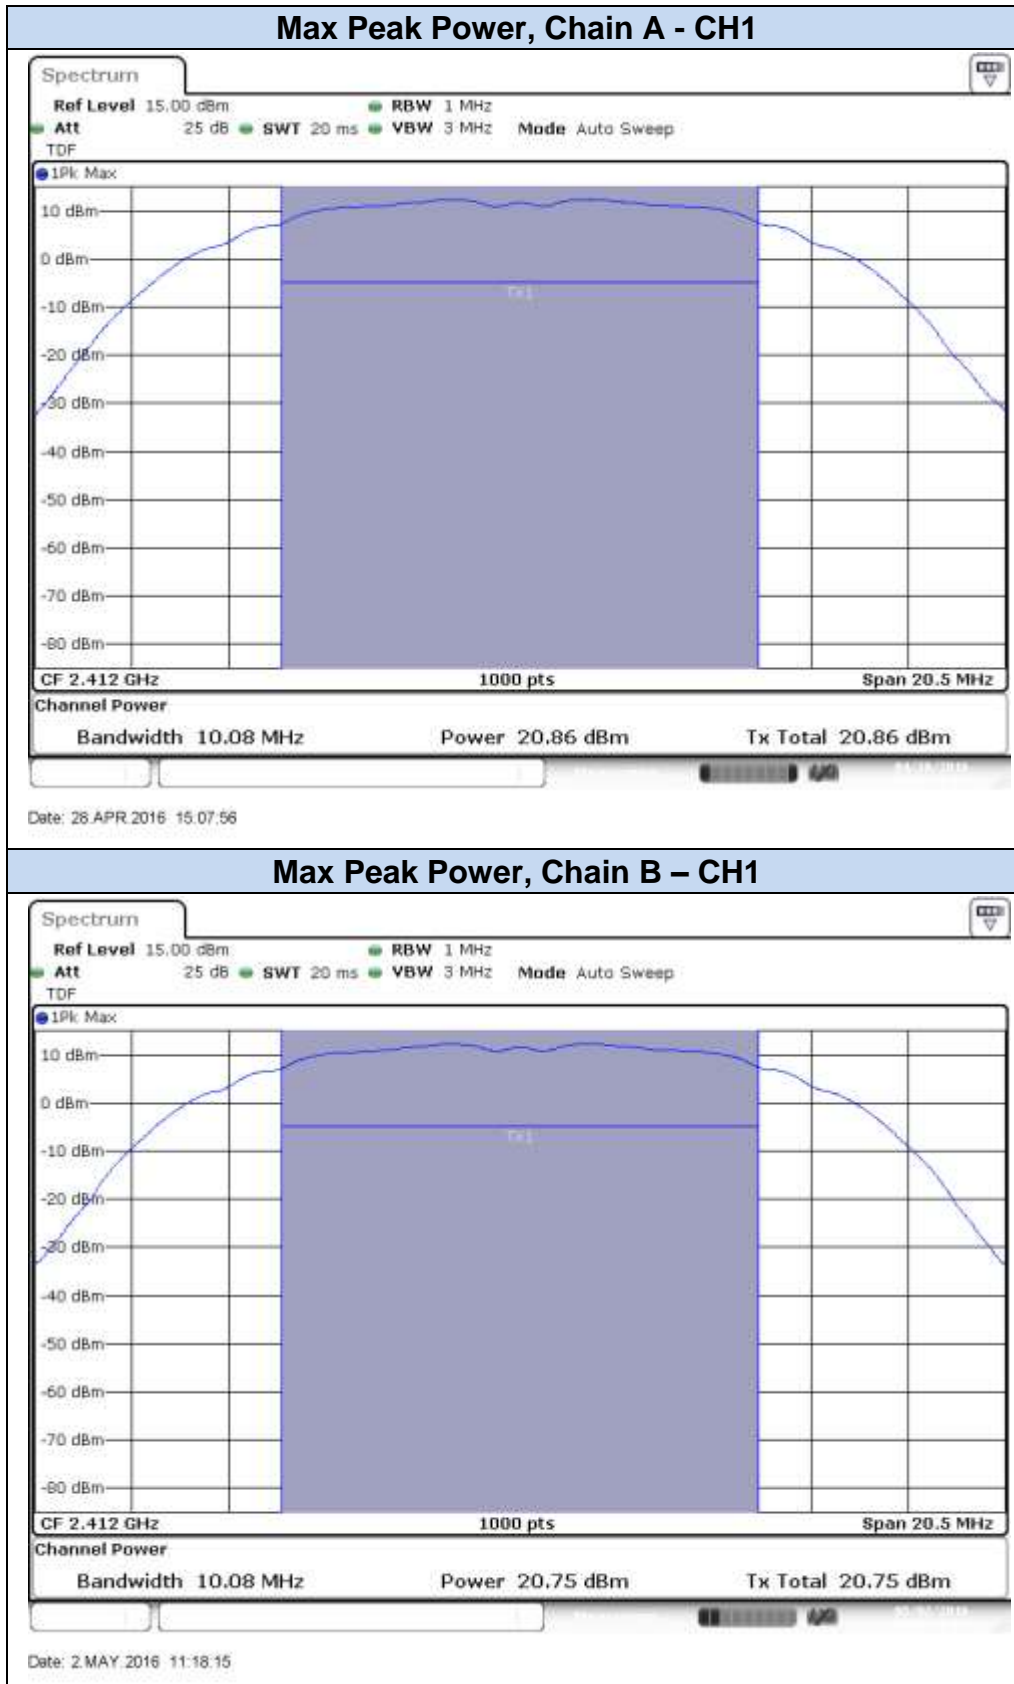 Max Peak Power, Chain A - CH1
Spectrum
Ref Level 15.00 dBm RBW 1 MHz
Att 25 dB SWT 20 ms VBW 3 MHz Mode Auto Sweep
TDF
1Pk Max
10 dBm
0 dBm
Tx1
-10 dBm
-20 dBm
-30 dBm
-40 dBm
-50 dBm
-60 dBm
-70 dBm
-80 dBm
CF 2.412 GHz 1000 pts Span 20.5 MHz
Channel Power
Bandwidth 10.08 MHz Power 20.86 dBm Tx Total 20.86 dBm
Date: 28.APR.2016 15:07:56
Max Peak Power, Chain B – CH1
Spectrum
Ref Level 15.00 dBm RBW 1 MHz
Att 25 dB SWT 20 ms VBW 3 MHz Mode Auto Sweep
TDF
1Pk Max
10 dBm
0 dBm
Tx1
-10 dBm
-20 dBm
-30 dBm
-40 dBm
-50 dBm
-60 dBm
-70 dBm
-80 dBm
CF 2.412 GHz 1000 pts Span 20.5 MHz
Channel Power
Bandwidth 10.08 MHz Power 20.75 dBm Tx Total 20.75 dBm
Date: 2.MAY.2016 11:18:15